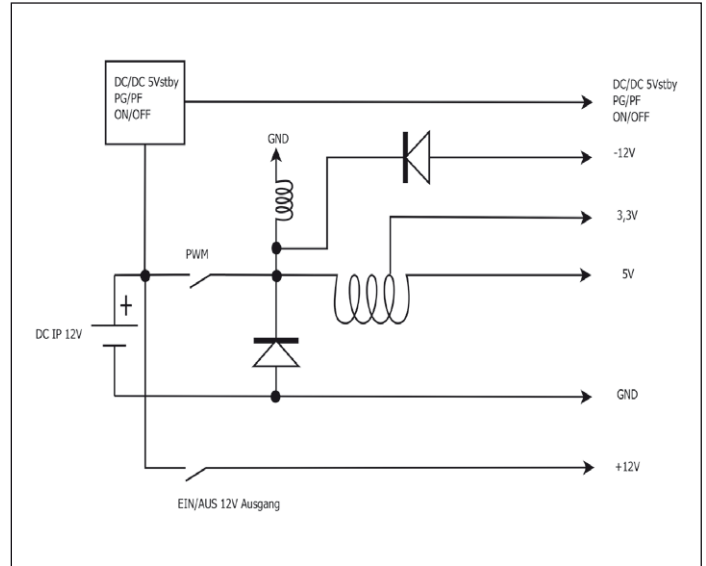 DC/DC 5Vstby
PG/PF
ON/OFF
DC/DC 5Vstby
PG/PF
ON/OFF
GND
-12V
3,3V
PWM
5V
+
DC IP 12V
GND
+12V
EIN/AUS 12V Ausgang